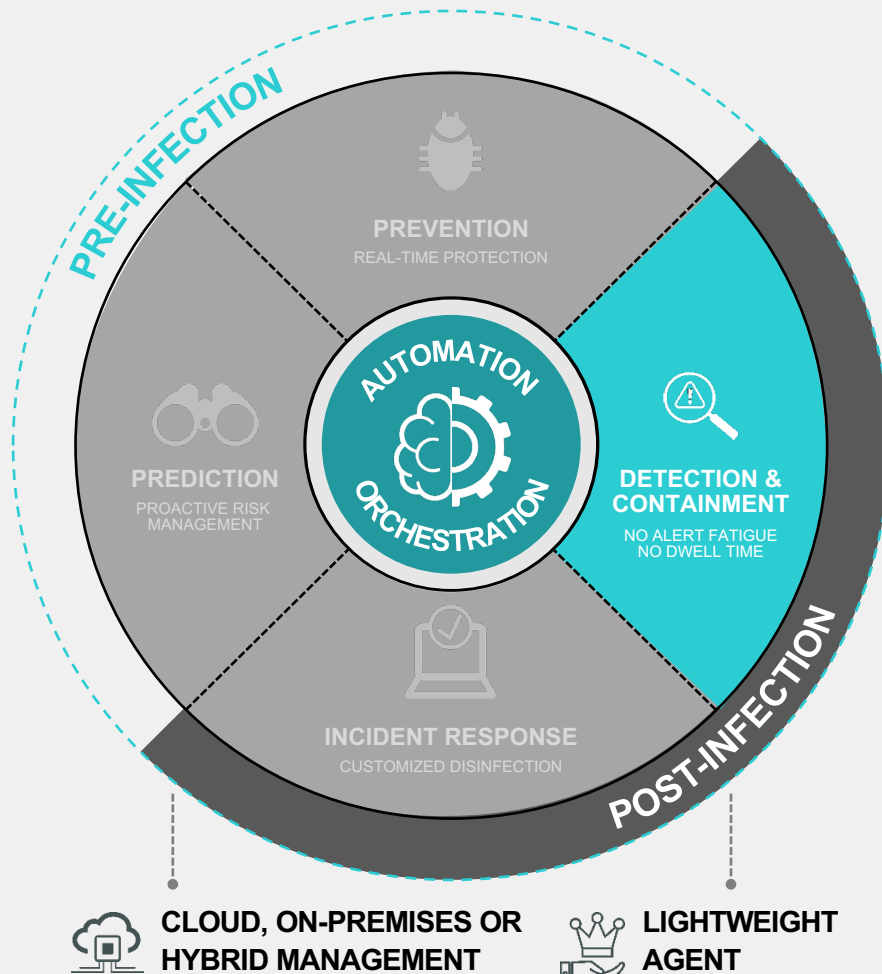 PRE-INFECTION
PREVENTION
REAL-TIME PROTECTION
AUTOMATION
ORCHESTRATION
PREDICTION
PROACTIVE RISK
MANAGEMENT
DETECTION &
CONTAINMENT
NO ALERT FATIGUE
NO DWELL TIME
INCIDENT RESPONSE
CUSTOMIZED DISINFECTION
POST-INFECTION
CLOUD, ON-PREMISES OR
HYBRID MANAGEMENT
LIGHTWEIGHT
AGENT